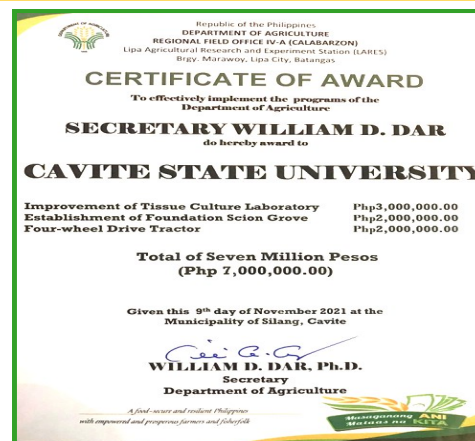 Republic of the Philippines
DEPARTMENT OF AGRICULTURE
REGIONAL FIELD OFFICE IV-A (CALABARZON)
Lipa Agricultural Research and Experiment Station (LARES)
Brgy. Marawoy, Lipa City, Batangas
CERTIFICATE OF AWARD
To effectively implement the programs of the
Department of Agriculture
SECRETARY WILLIAM D. DAR
do hereby award to
CAVITE STATE UNIVERSITY
Improvement of Tissue Culture Laboratory Php3,000,000.00
Establishment of Foundation Scion Grove Php2,000,000.00
Four-wheel Drive Tractor Php2,000,000.00
Total of Seven Million Pesos
(Php 7,000,000.00)
Given this 9th day of November 2021 at the
Municipality of Silang, Cavite
WILLIAM D. DAR, Ph.D.
Secretary
Department of Agriculture
A food-secure and resilient Philippines
with empowered and prosperous farmers and fisherfolk
Masaganang ANI
Mataas na KITA